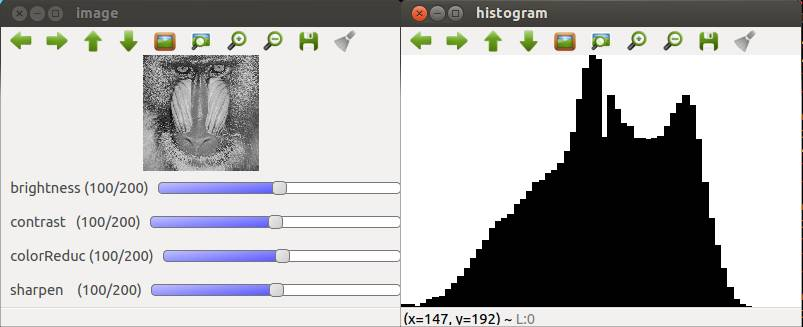 image
histogram
brightness (100/200)
contrast (100/200)
colorReduc (100/200)
sharpen (100/200)
(x=147, y=192) ~ L:0